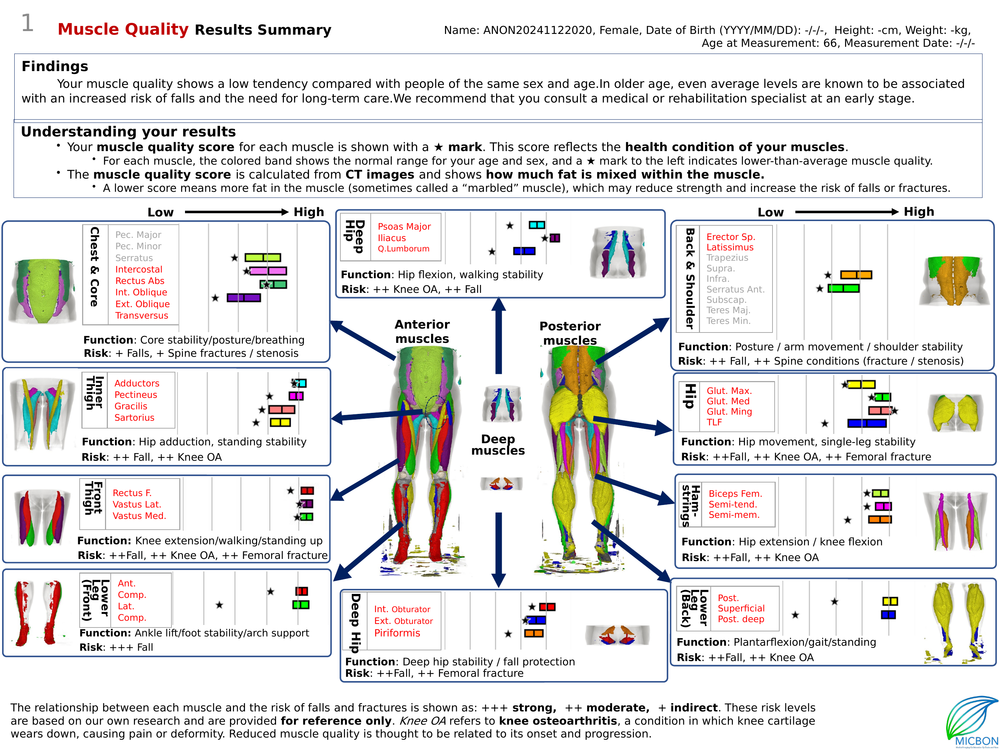 1
Muscle Quality Results Summary
Name: ANON20241122020, Female, Date of Birth (YYYY/MM/DD): -/-/-, Height: -cm, Weight: -kg,
Age at Measurement: 66, Measurement Date: -/-/-
Findings
Your muscle quality shows a low tendency compared with people of the same sex and age.In older age, even average levels are known to be associated
with an increased risk of falls and the need for long-term care.We recommend that you consult a medical or rehabilitation specialist at an early stage.
Understanding your results
• Your muscle quality score for each muscle is shown with a ★ mark. This score reflects the health condition of your muscles.
• For each muscle, the colored band shows the normal range for your age and sex, and a ★ mark to the left indicates lower-than-average muscle quality.
• The muscle quality score is calculated from CT images and shows how much fat is mixed within the muscle.
• A lower score means more fat in the muscle (sometimes called a “marbled” muscle), which may reduce strength and increase the risk of falls or fractures.
Low High
Chest & Core
Pec. Major
Pec. Minor
Serratus
Intercostal
Rectus Abs
Int. Oblique
Ext. Oblique
Transversus
Function: Core stability/posture/breathing
Risk: + Falls, + Spine fractures / stenosis
Inner
Thigh
Adductors
Pectineus
Gracilis
Sartorius
Function: Hip adduction, standing stability
Risk: ++ Fall, ++ Knee OA
Front
Thigh
Rectus F.
Vastus Lat.
Vastus Med.
Function: Knee extension/walking/standing up
Risk: ++Fall, ++ Knee OA, ++ Femoral fracture
Lower
Leg
(Front)
Ant.
Comp.
Lat.
Comp.
Function: Ankle lift/foot stability/arch support
Risk: +++ Fall
Deep
Hip
Psoas Major
Iliacus
Q.Lumborum
Function: Hip flexion, walking stability
Risk: ++ Knee OA, ++ Fall
Anterior
muscles
Posterior
muscles
Deep
muscles
Deep Hip
Int. Obturator
Ext. Obturator
Piriformis
Function: Deep hip stability / fall protection
Risk: ++Fall, ++ Femoral fracture
Low High
Back & Shoulder
Erector Sp.
Latissimus
Trapezius
Supra.
Infra.
Serratus Ant.
Subscap.
Teres Maj.
Teres Min.
Function: Posture / arm movement / shoulder stability
Risk: ++ Fall, ++ Spine conditions (fracture / stenosis)
Hip
Glut. Max.
Glut. Med
Glut. Ming
TLF
Function: Hip movement, single-leg stability
Risk: ++Fall, ++ Knee OA, ++ Femoral fracture
Ham-
strings
Biceps Fem.
Semi-tend.
Semi-mem.
Function: Hip extension / knee flexion
Risk: ++Fall, ++ Knee OA
Lower
Leg
(Back)
Post.
Superficial
Post. deep
Function: Plantarflexion/gait/standing
Risk: ++Fall, ++ Knee OA
The relationship between each muscle and the risk of falls and fractures is shown as: +++ strong, ++ moderate, + indirect. These risk levels
are based on our own research and are provided for reference only. Knee OA refers to knee osteoarthritis, a condition in which knee cartilage
wears down, causing pain or deformity. Reduced muscle quality is thought to be related to its onset and progression.
MICBON